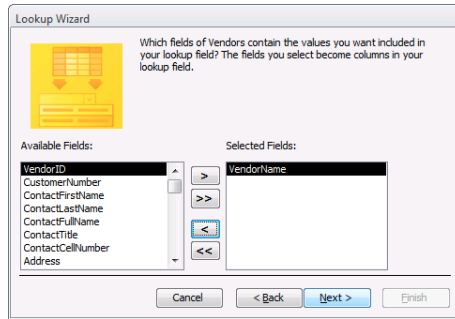 Lookup Wizard
Which fields of Vendors contain the values you want included in
your lookup field? The fields you select become columns in your
lookup field.
Available Fields:
Selected Fields:
VendorID
CustomerNumber
ContactFirstName
ContactLastName
ContactFullName
ContactTitle
ContactCellNumber
Address
>
>>
<
<<
VendorName
Cancel
< Back
Next >
Finish